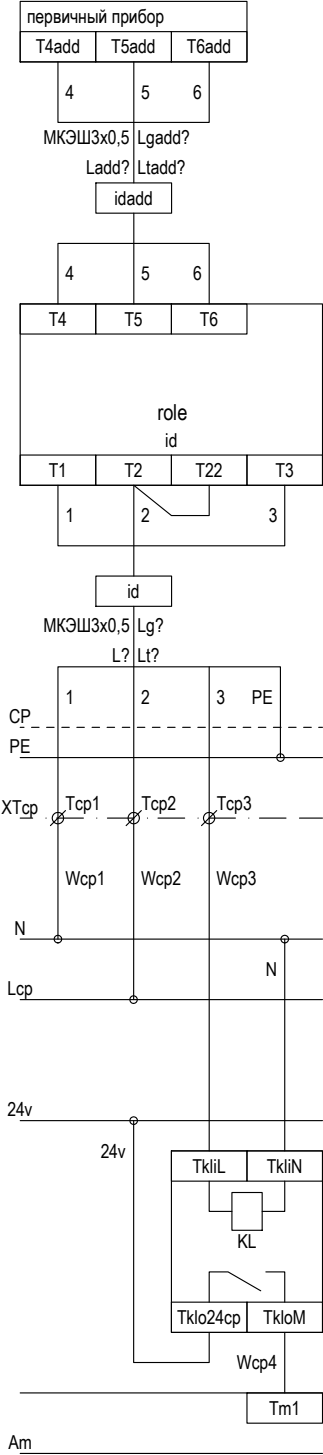 первичный прибор
T4add T5add T6add
4 5 6
МКЭШ3х0,5 Lgadd?
Ladd? Ltadd?
idadd
4 5 6
T4 T5 T6
role
id
T1 T2 T22 T3
1 2 3
id
МКЭШ3х0,5 Lg?
L? Lt?
1 2 3 PE
CP
PE
XTcp Tcp1 Tcp2 Tcp3
Wcp1 Wcp2 Wcp3
N
N
Lcp
24v
24v
TkliL TkliN
KL
Tklo24cp TkloM
Wcp4
Tm1
Am